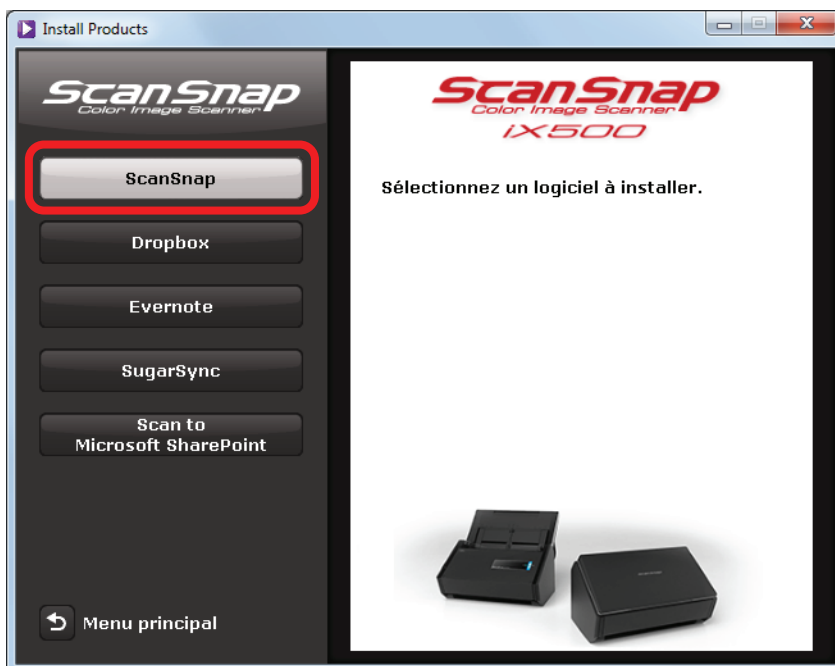 Install Products
ScanSnap
Color Image Scanner
ScanSnap
Dropbox
Evernote
SugarSync
Scan to
Microsoft SharePoint
Menu principal
ScanSnap
Color Image Scanner
iX500
Sélectionnez un logiciel à installer.